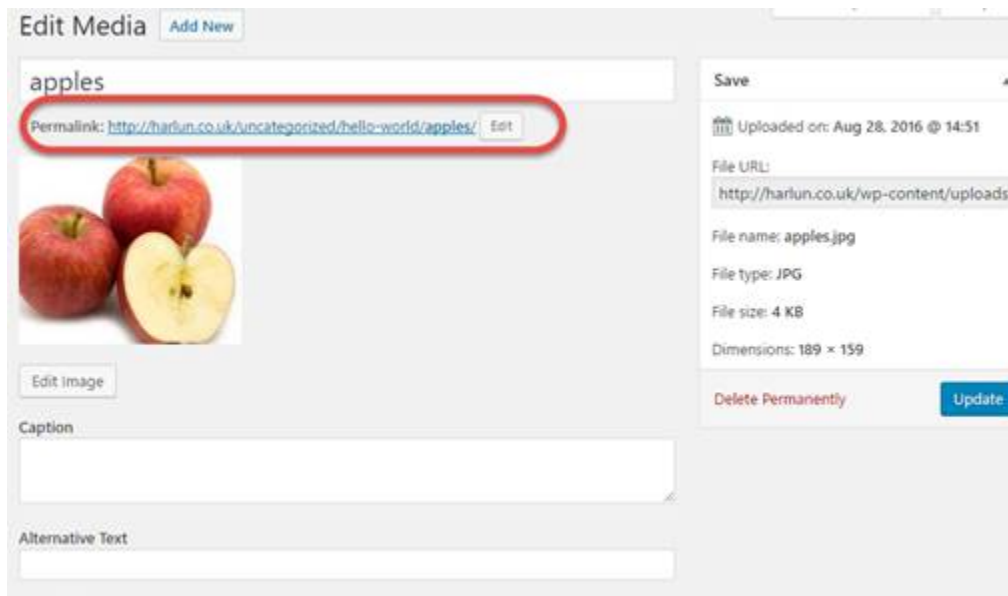 Edit Media Add New
apples
Permalink: http://harlun.co.uk/uncategorized/hello-world/apples/ Edit
Edit Image
Caption
Alternative Text
Save
Uploaded on: Aug 28, 2016 @ 14:51
File URL:
http://harlun.co.uk/wp-content/uploads
File name: apples.jpg
File type: JPG
File size: 4 KB
Dimensions: 189 × 159
Delete Permanently Update